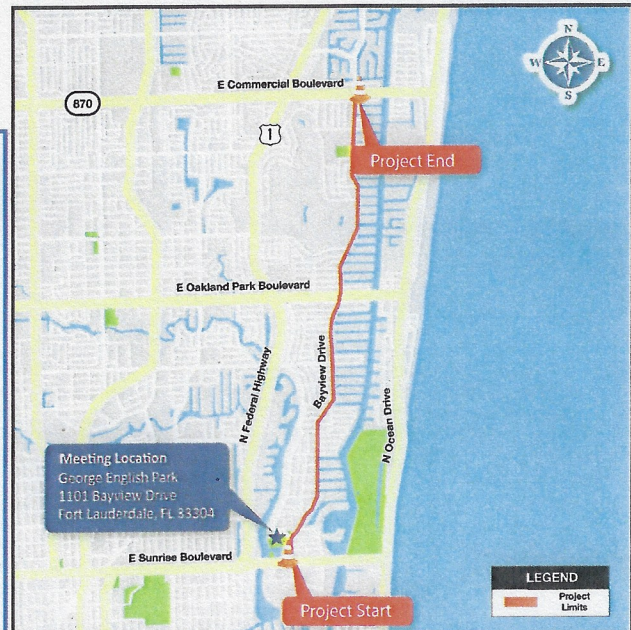 N
W E
S
E Commercial Boulevard
870
1
Project End
E Oakland Park Boulevard
N Federal Highway
Bayview Drive
N Ocean Drive
Meeting Location
George English Park
1101 Bayview Drive
Fort Lauderdale, FL 33304
E Sunrise Boulevard
Project Start
LEGEND
Project
Limits